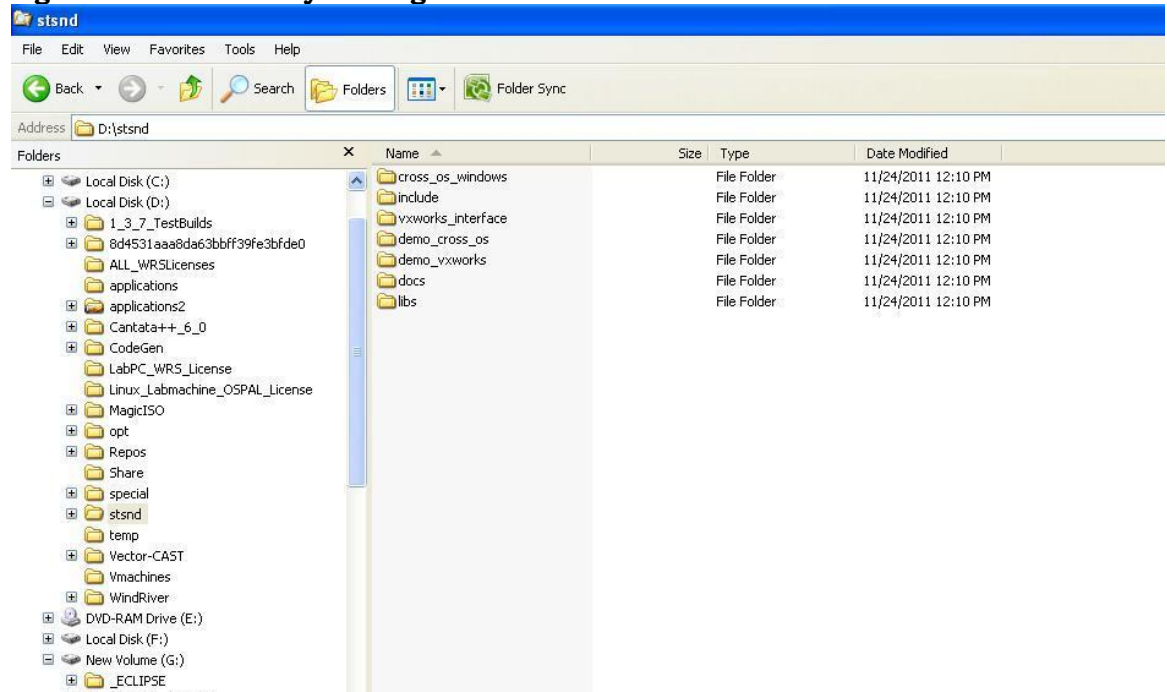 stsnd
File Edit View Favorites Tools Help
Back Search Folders Folder Sync
Address D:\stsnd
Folders X Name Size Type Date Modified
Local Disk (C:)
Local Disk (D:)
1_3_7_TestBuilds
8d4531aaa8da63bbff39fe3bfde0
ALL_WRSLicenses
applications
applications2
Cantata++_6_0
CodeGen
LabPC_WRS_License
Linux_Labmachine_OSPAL_License
MagicISO
opt
Repos
Share
special
stsnd
temp
Vector-CAST
Vmachines
WindRiver
DVD-RAM Drive (E:)
Local Disk (F:)
New Volume (G:)
_ECLIPSE
cross_os_windows File Folder 11/24/2011 12:10 PM
include File Folder 11/24/2011 12:10 PM
vxworks_interface File Folder 11/24/2011 12:10 PM
demo_cross_os File Folder 11/24/2011 12:10 PM
demo_vxworks File Folder 11/24/2011 12:10 PM
docs File Folder 11/24/2011 12:10 PM
libs File Folder 11/24/2011 12:10 PM